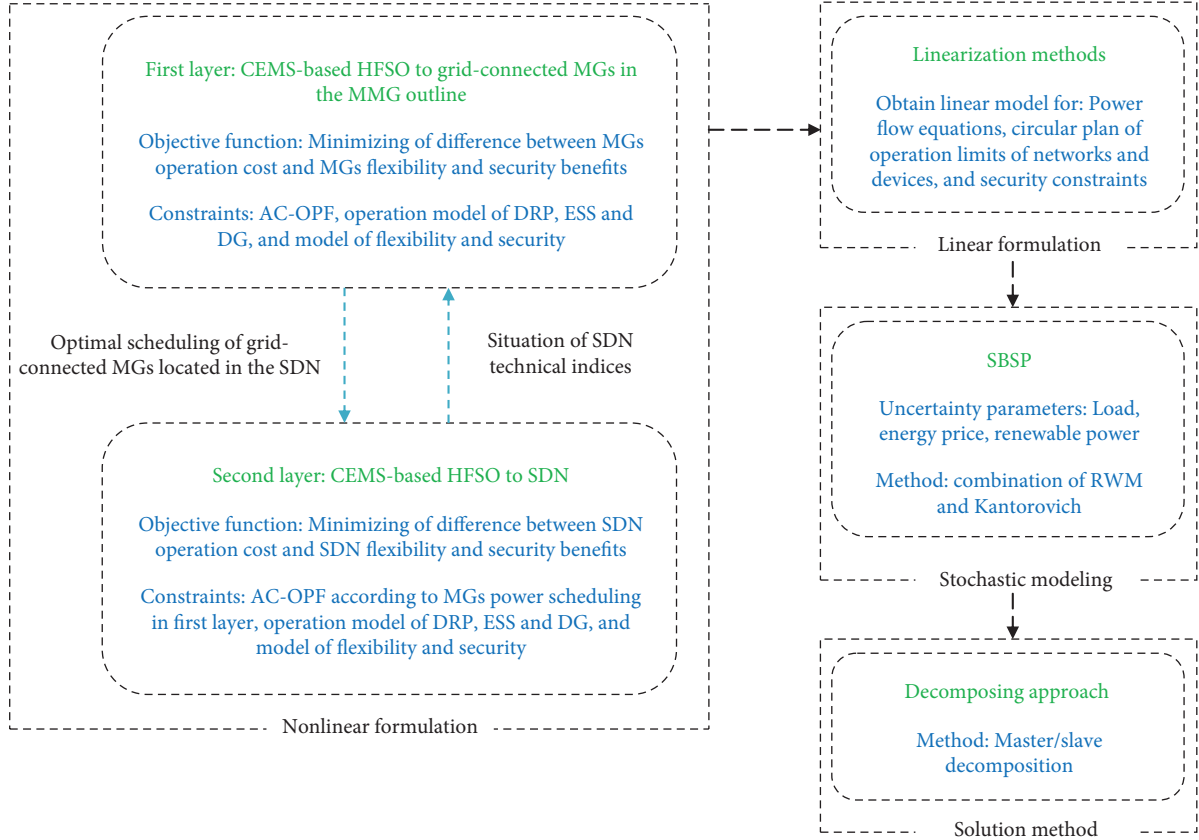 First layer: CEMS-based HFSO to grid-connected MGs in
the MMG outline
Objective function: Minimizing of difference between MGs
operation cost and MGs flexibility and security benefits
Constraints: AC-OPF, operation model of DRP, ESS and
DG, and model of flexibility and security
Optimal scheduling of grid-
connected MGs located in the SDN
Situation of SDN
technical indices
Second layer: CEMS-based HFSO to SDN
Objective function: Minimizing of difference between SDN
operation cost and SDN flexibility and security benefits
Constraints: AC-OPF according to MGs power scheduling
in first layer, operation model of DRP, ESS and DG, and
model of flexibility and security
Nonlinear formulation
Linearization methods
Obtain linear model for: Power
flow equations, circular plan of
operation limits of networks and
devices, and security constraints
Linear formulation
SBSP
Uncertainty parameters: Load,
energy price, renewable power
Method: combination of RWM
and Kantorovich
Stochastic modeling
Decomposing approach
Method: Master/slave
decomposition
Solution method